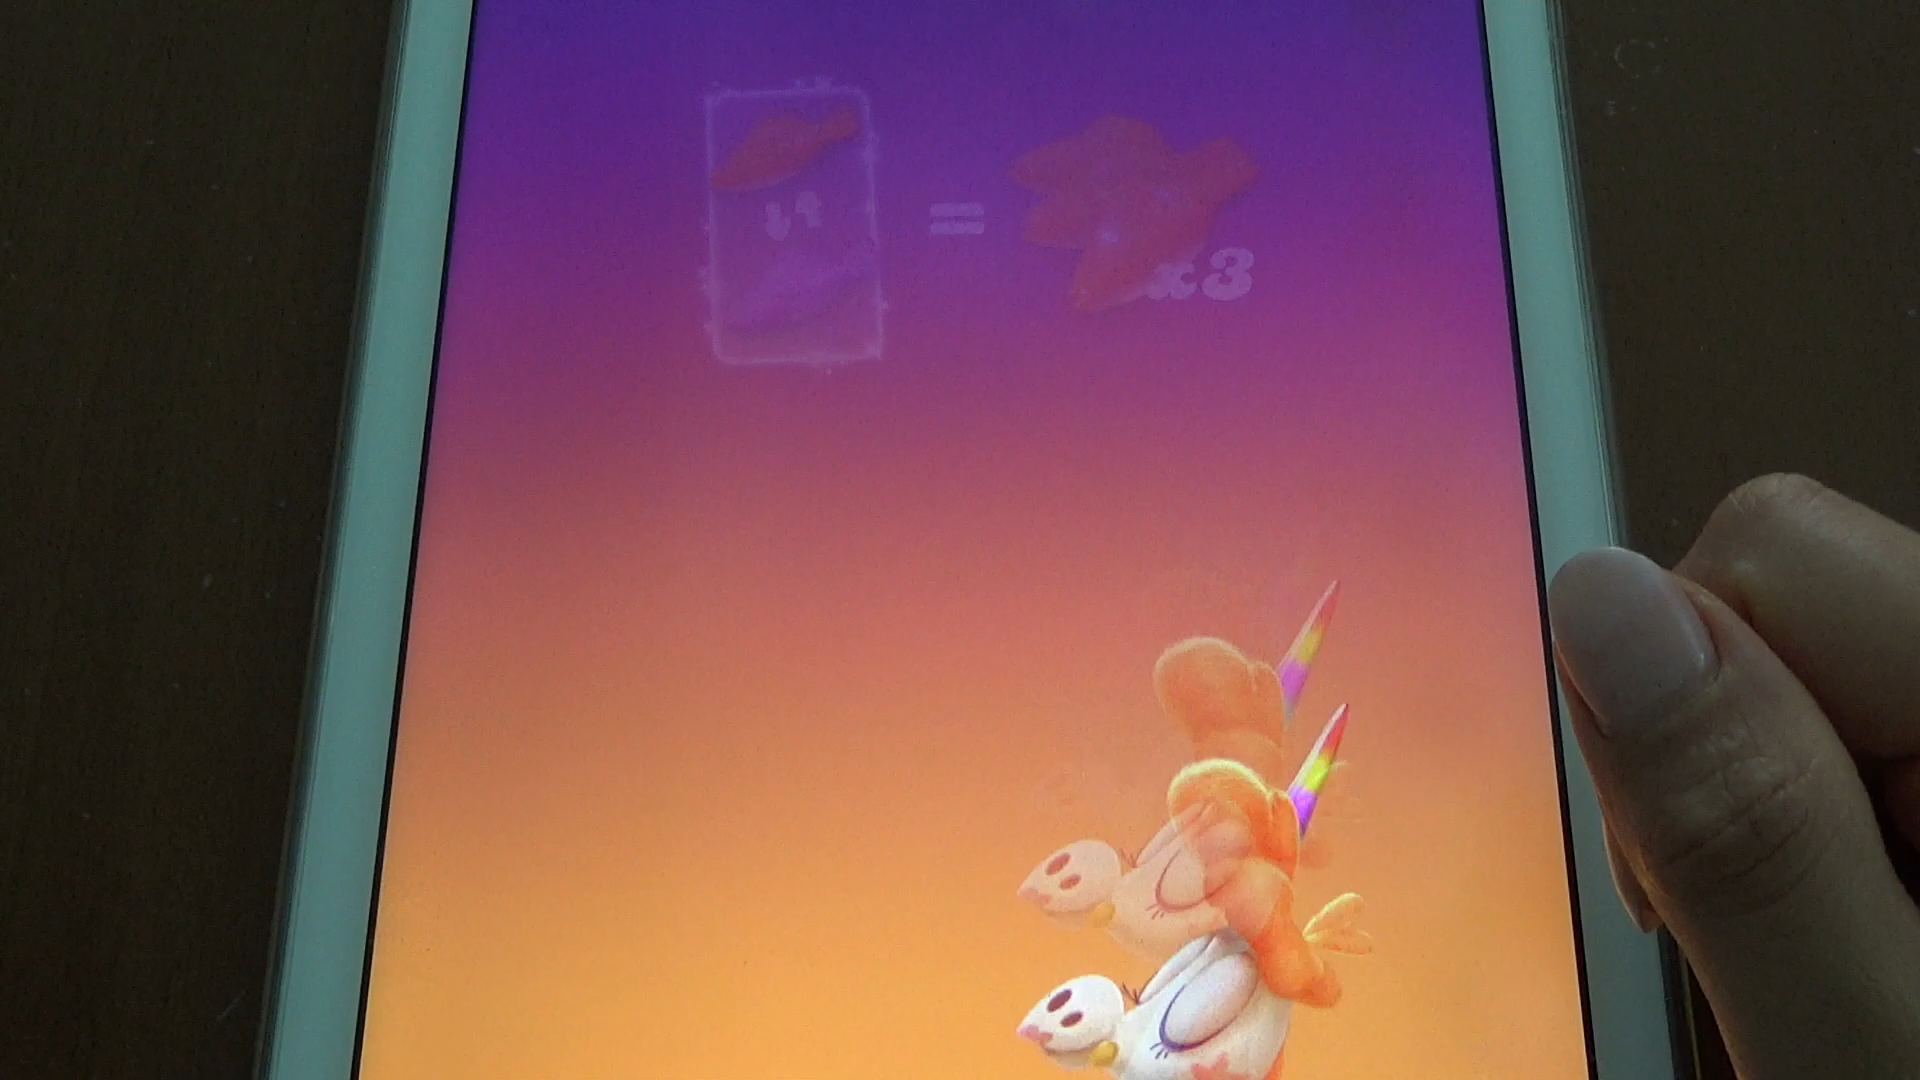 =
x3